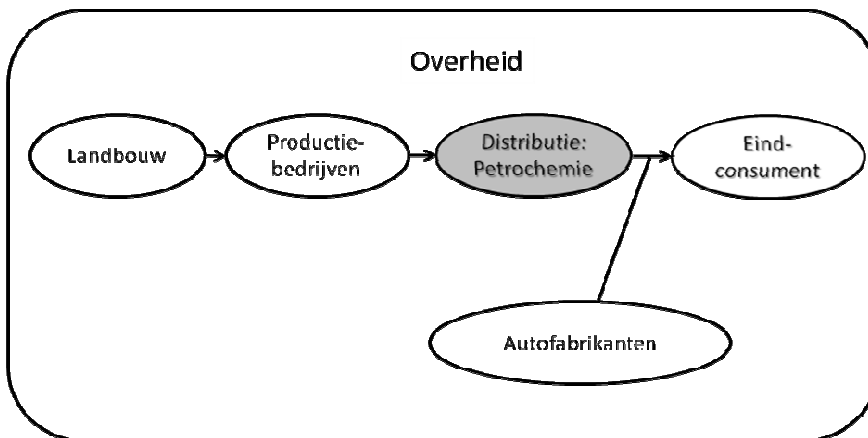 Overheid
Landbouw
Productie-
bedrijven
Distributie:
Petrochemie
Eind-
consument
Autofabrikanten